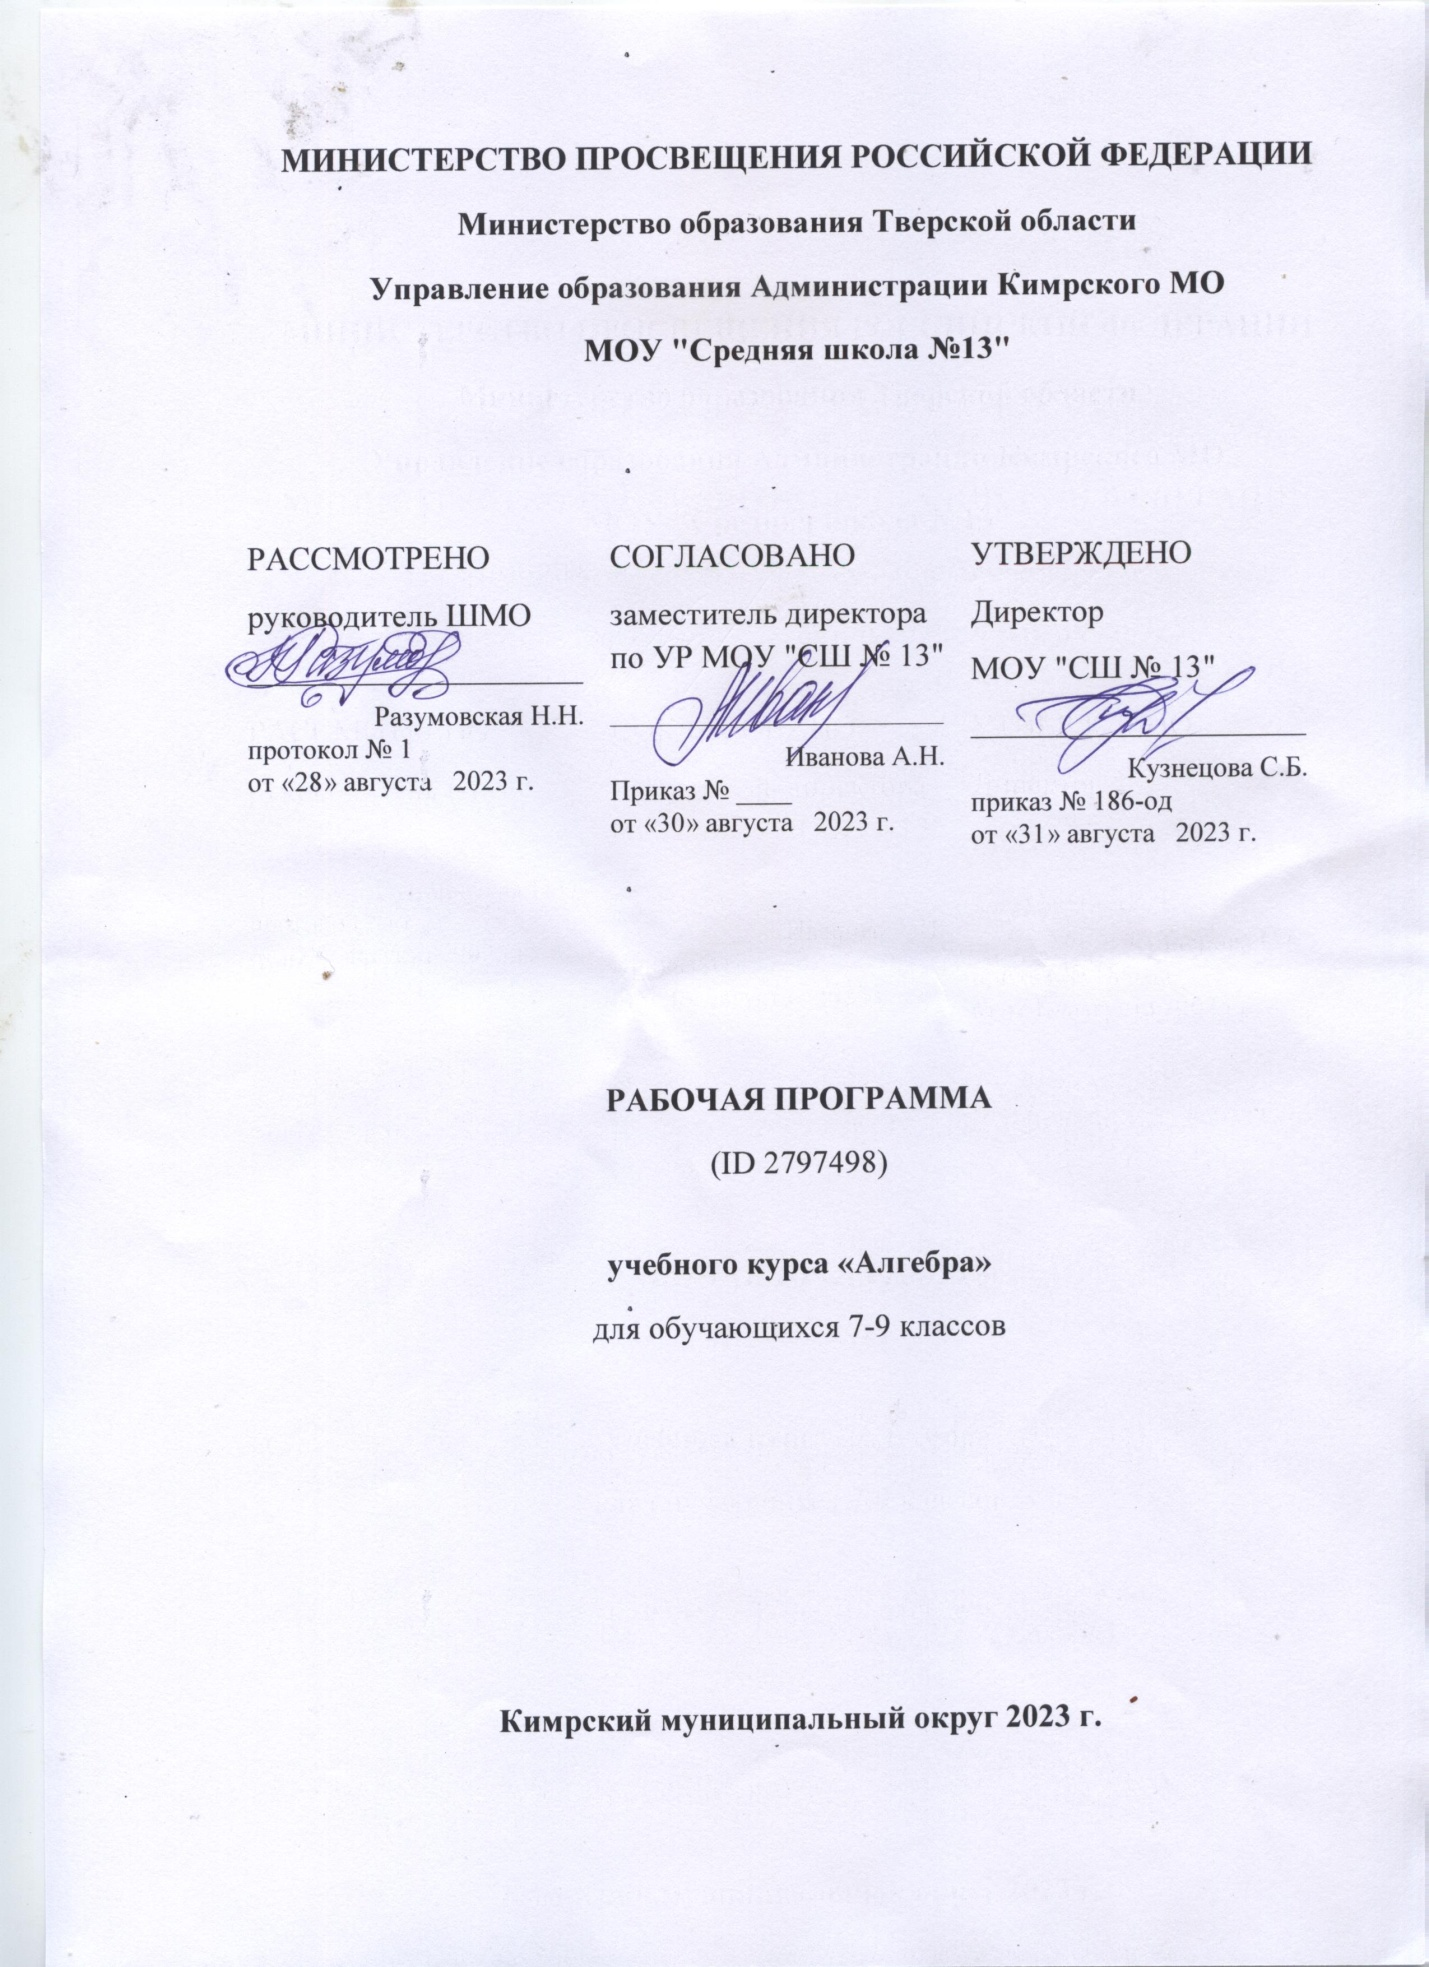 МИНИСТЕРСТВО ПРОСВЕЩЕНИЯ РОССИЙСКОЙ ФЕДЕРАЦИИ
Министерство образования Тверской области
Управление образования Администрации Кимрского МО
МОУ "Средняя школа №13"
РАССМОТРЕНО
руководитель ШМО
Разумовская Н.Н.
протокол № 1
от «28» августа 2023 г.
СОГЛАСОВАНО
заместитель директора
по УР МОУ "СШ № 13"
Иванова А.Н.
Приказ № ____
от «30» августа 2023 г.
УТВЕРЖДЕНО
Директор
МОУ "СШ № 13"
Кузнецова С.Б.
приказ № 186-од
от «31» августа 2023 г.
РАБОЧАЯ ПРОГРАММА
(ID 2797498)
учебного курса «Алгебра»
для обучающихся 7-9 классов
Кимрский муниципальный округ 2023 г.